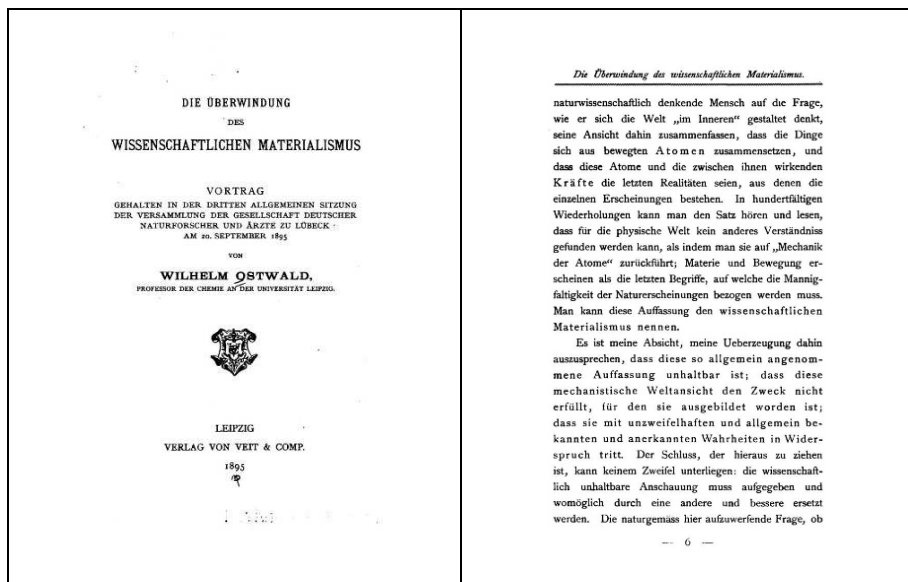 DIE ÜBERWINDUNG
DES
WISSENSCHAFTLICHEN MATERIALISMUS
VORTRAG
GEHALTEN IN DER DRITTEN ALLGEMEINEN SITZUNG
DER VERSAMMLUNG DER GESELLSCHAFT DEUTSCHER
NATURFORSCHER UND ÄRZTE ZU LÜBECK
AM 20. SEPTEMBER 1895
VON
WILHELM OSTWALD,
PROFESSOR DER CHEMIE AN DER UNIVERSITÄT LEIPZIG.
LEIPZIG
VERLAG VON VEIT & COMP.
1895
Die Überwindung des wissenschaftlichen Materialismus.
naturwissenschaftlich denkende Mensch auf die Frage,
wie er sich die Welt „im Inneren“ gestaltet denkt,
seine Ansicht dahin zusammenfassen, dass die Dinge
sich aus bewegten Atomen zusammensetzen, und
dass diese Atome und die zwischen ihnen wirkenden
Kräfte die letzten Realitäten seien, aus denen die
einzelnen Erscheinungen bestehen. In hundertfältigen
Wiederholungen kann man den Satz hören und lesen,
dass für die physische Welt kein anderes Verständniss
gefunden werden kann, als indem man sie auf „Mechanik
der Atome“ zurückführt; Materie und Bewegung er-
scheinen als die letzten Begriffe, auf welche die Mannig-
faltigkeit der Naturerscheinungen bezogen werden muss.
Man kann diese Auffassung den wissenschaftlichen
Materialismus nennen.
Es ist meine Absicht, meine Ueberzeugung dahin
auszusprechen, dass diese so allgemein angenom-
mene Auffassung unhaltbar ist; dass diese
mechanistische Weltansicht den Zweck nicht
erfüllt, für den sie ausgebildet worden ist;
dass sie mit unzweifelhaften und allgemein be-
kannten und anerkannten Wahrheiten in Wider-
spruch tritt. Der Schluss, der hieraus zu ziehen
ist, kann keinem Zweifel unterliegen: die wissenschaft-
lich unhaltbare Anschauung muss aufgegeben und
womöglich durch eine andere und bessere ersetzt
werden. Die naturgemäss hier aufzuwerfende Frage, ob
— 6 —